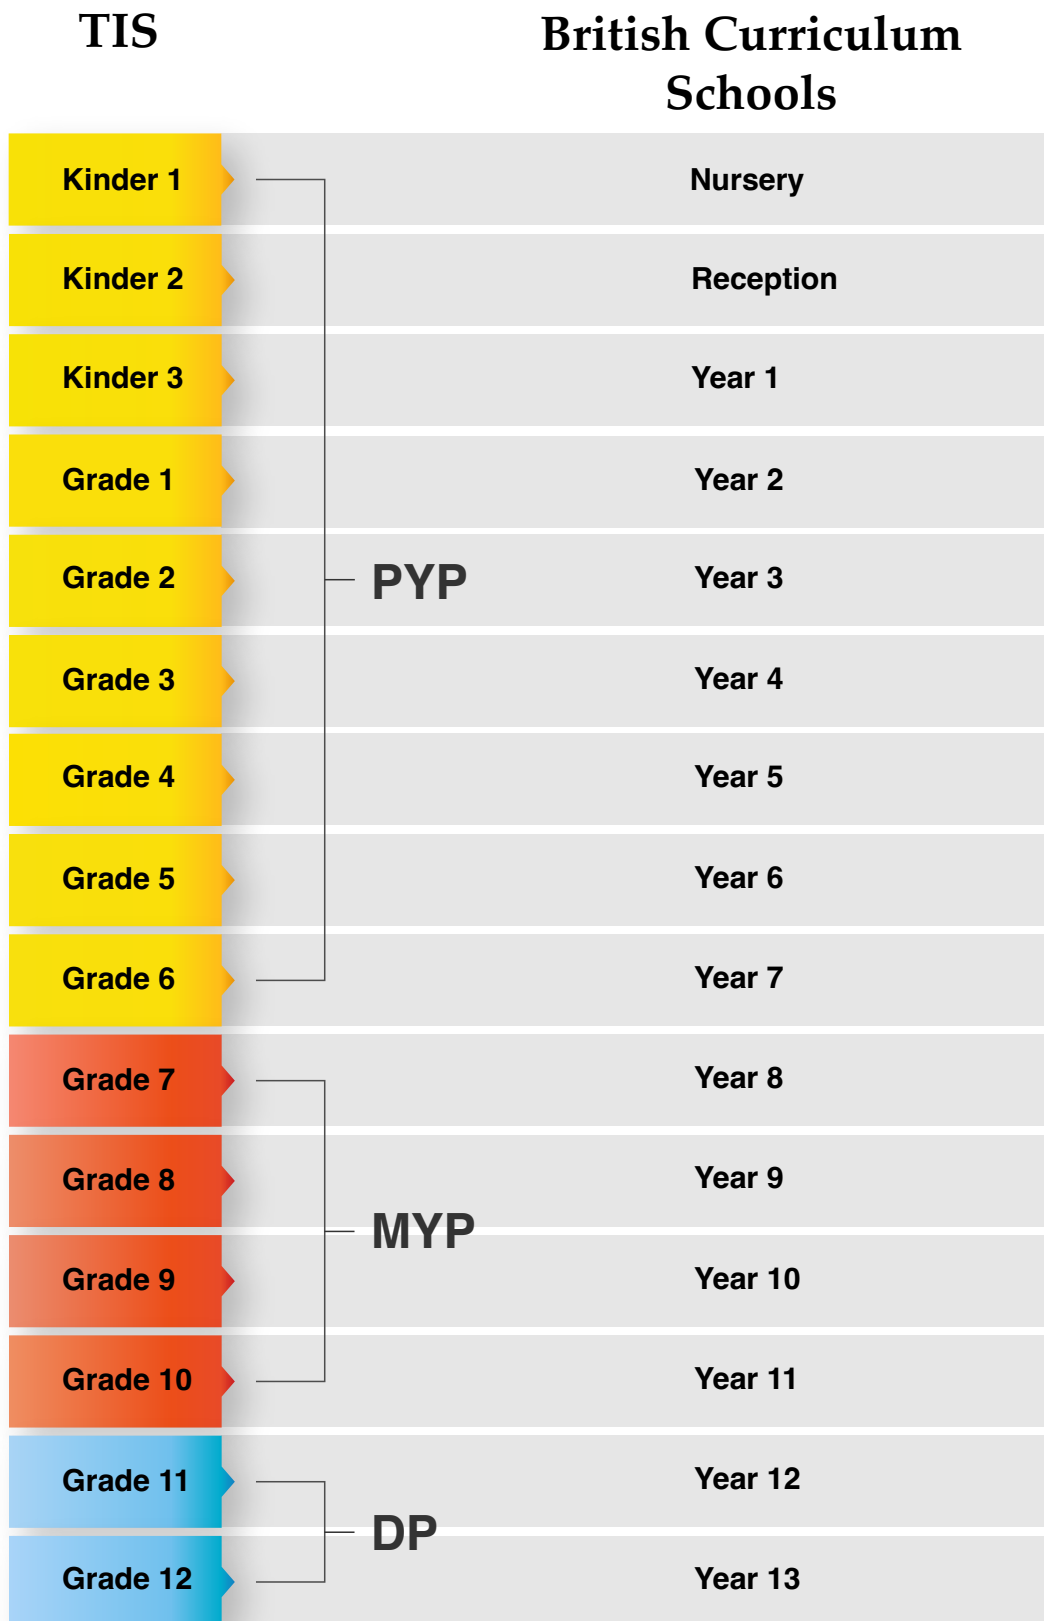 TIS
British Curriculum
Schools
Kinder 1
Nursery
Kinder 2
Reception
Kinder 3
Year 1
Grade 1
Year 2
Grade 2
PYP
Year 3
Grade 3
Year 4
Grade 4
Year 5
Grade 5
Year 6
Grade 6
Year 7
Grade 7
Year 8
Grade 8
Year 9
MYP
Grade 9
Year 10
Grade 10
Year 11
Grade 11
Year 12
DP
Grade 12
Year 13